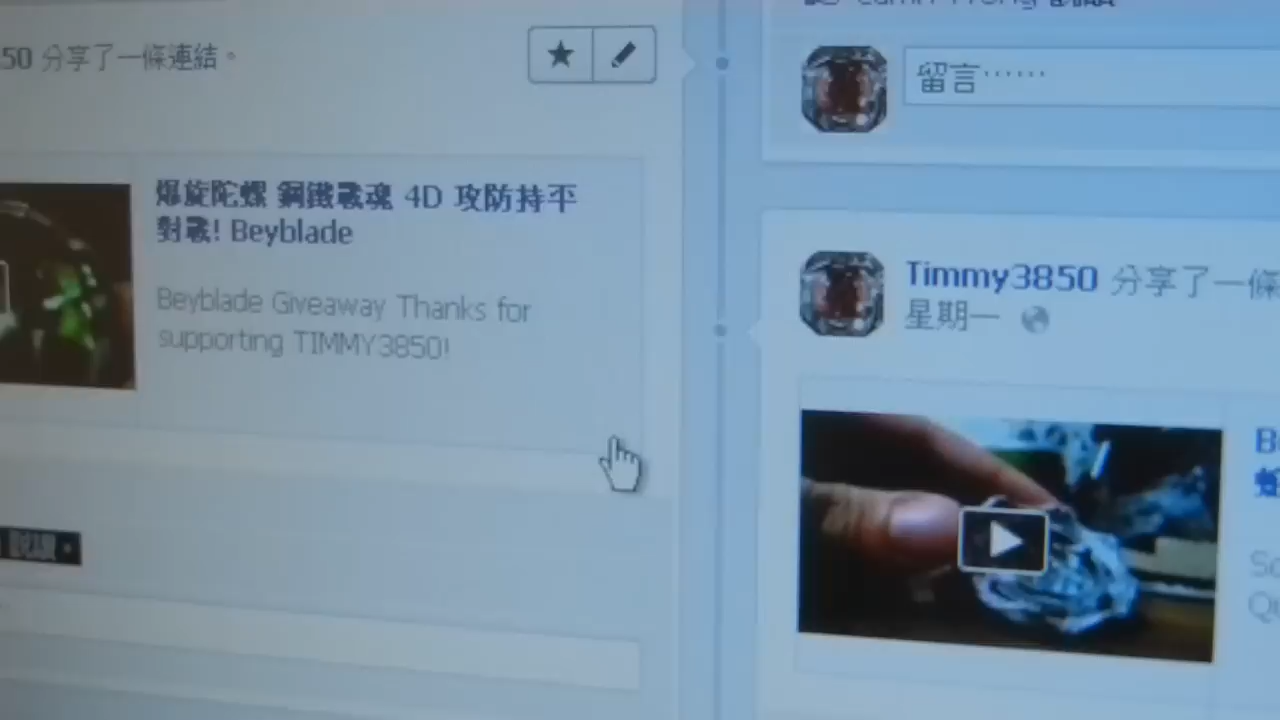 50 分享了一條連結。
爆旋陀螺 鋼鐵戰魂 4D 攻防持平
對戰! Beyblade
Beyblade Giveaway Thanks for
supporting TIMMY3850!
留言……
Timmy3850 分享了一條
星期一